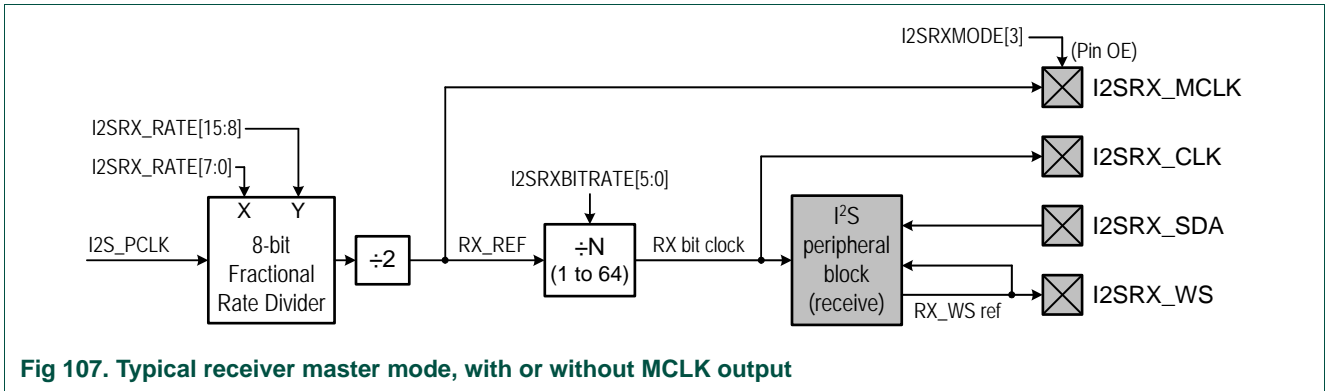 I2SRXMODE[3]
(Pin OE)
I2SRX_MCLK
I2SRX_RATE[15:8]
I2SRX_RATE[7:0]
I2SRX_CLK
I2SRXBITRATE[5:0]
X Y
8-bit
Fractional
Rate Divider
I2S_PCLK
÷2
RX_REF
÷N
(1 to 64)
RX bit clock
I²S
peripheral
block
(receive)
I2SRX_SDA
I2SRX_WS
RX_WS ref
Fig 107. Typical receiver master mode, with or without MCLK output